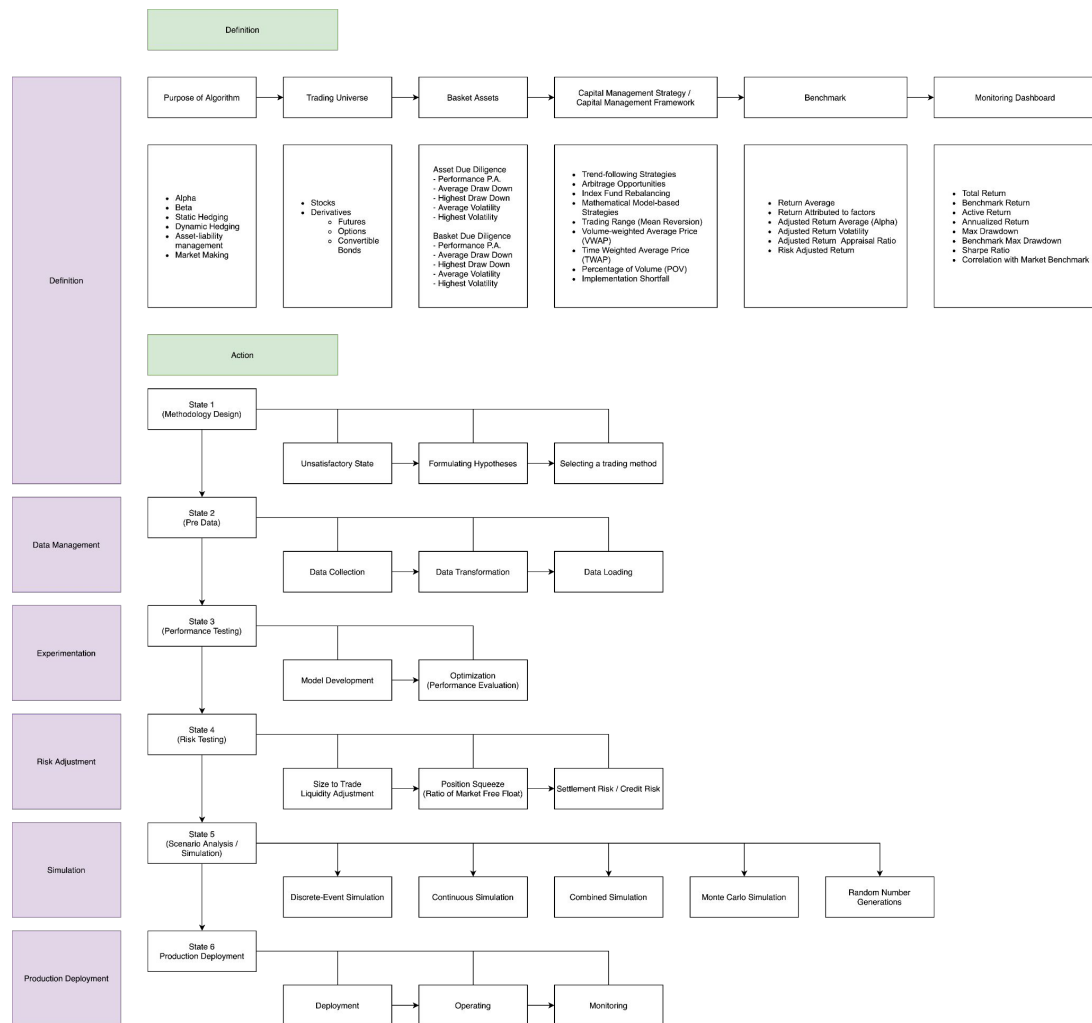 Definition
Purpose of Algorithm
Trading Universe
Basket Assets
Capital Management Strategy /
Capital Management Framework
Benchmark
Monitoring Dashboard
Definition
• Alpha
• Beta
• Static Hedging
• Dynamic Hedging
• Asset-liability
management
• Market Making
• Stocks
• Derivatives
○ Futures
○ Options
○ Convertible
Bonds
Asset Due Diligence
- Performance P.A.
- Average Draw Down
- Highest Draw Down
- Average Volatility
- Highest Volatility
Basket Due Diligence
- Performance P.A.
- Average Draw Down
- Highest Draw Down
- Average Volatility
- Highest Volatility
• Trend-following Strategies
• Arbitrage Opportunities
• Index Fund Rebalancing
• Mathematical Model-based
Strategies
• Trading Range (Mean Reversion)
• Volume-weighted Average Price
(VWAP)
• Time Weighted Average Price
(TWAP)
• Percentage of Volume (POV)
• Implementation Shortfall
• Return Average
• Return Attributed to factors
• Adjusted Return Average (Alpha)
• Adjusted Return Volatility
• Adjusted Return Appraisal Ratio
• Risk Adjusted Return
• Total Return
• Benchmark Return
• Active Return
• Annualized Return
• Max Drawdown
• Benchmark Max Drawdown
• Sharpe Ratio
• Correlation with Market Benchmark
Action
State 1
(Methodology Design)
Unsatisfactory State
Formulating Hypotheses
Selecting a trading method
Data Management
State 2
(Pre Data)
Data Collection
Data Transformation
Data Loading
Experimentation
State 3
(Performance Testing)
Model Development
Optimization
(Performance Evaluation)
Risk Adjustment
State 4
(Risk Testing)
Size to Trade
Liquidity Adjustment
Position Squeeze
(Ratio of Market Free Float)
Settlement Risk / Credit Risk
Simulation
State 5
(Scenario Analysis /
Simulation)
Discrete-Event Simulation
Continuous Simulation
Combined Simulation
Monte Carlo Simulation
Random Number
Generations
Production Deployment
State 6
Production Deployment
Deployment
Operating
Monitoring